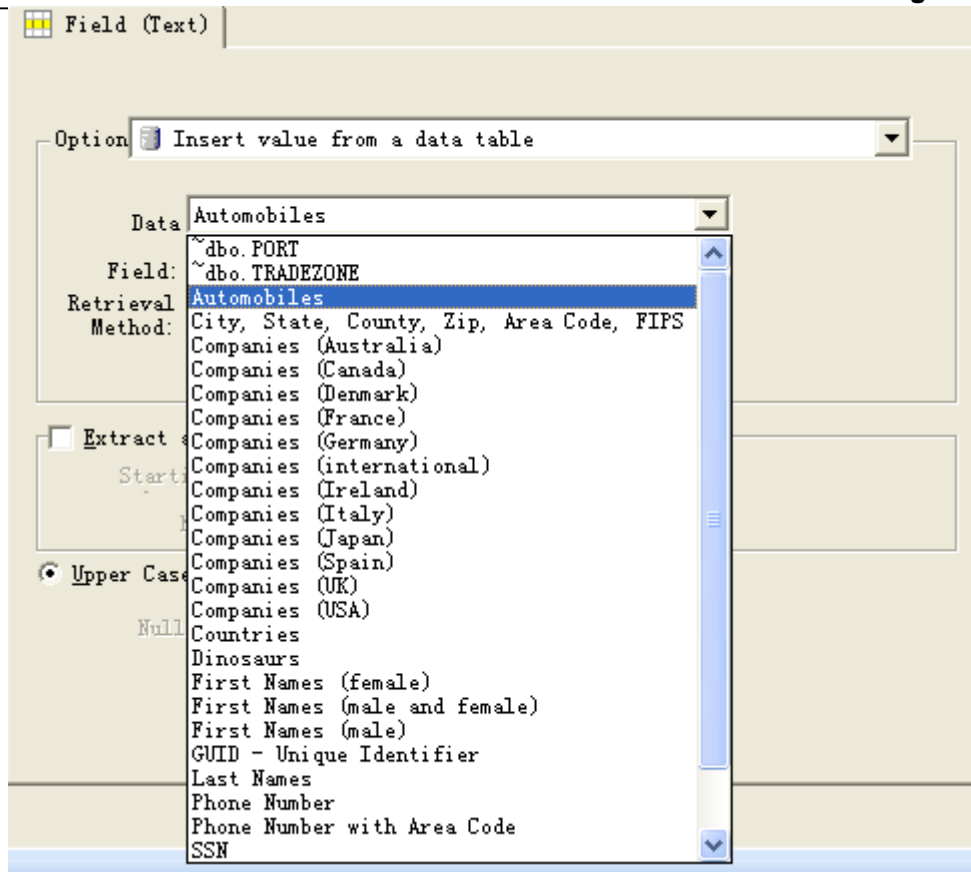 g
Field (Text)
Option Insert value from a data table
Data Automobiles
~dbo.PORT
Field: ~dbo.TRADEZONE
Retrieval Automobiles
Method: City, State, County, Zip, Area Code, FIPS
Companies (Australia)
Companies (Canada)
Companies (Denmark)
Companies (France)
Extract Companies (Germany)
Companies (international)
Starti Companies (Ireland)
Companies (Italy)
Companies (Japan)
Companies (Spain)
Upper Case Companies (UK)
Companies (USA)
Null Countries
Dinosaurs
First Names (female)
First Names (male and female)
First Names (male)
GUID - Unique Identifier
Last Names
Phone Number
Phone Number with Area Code
SSN